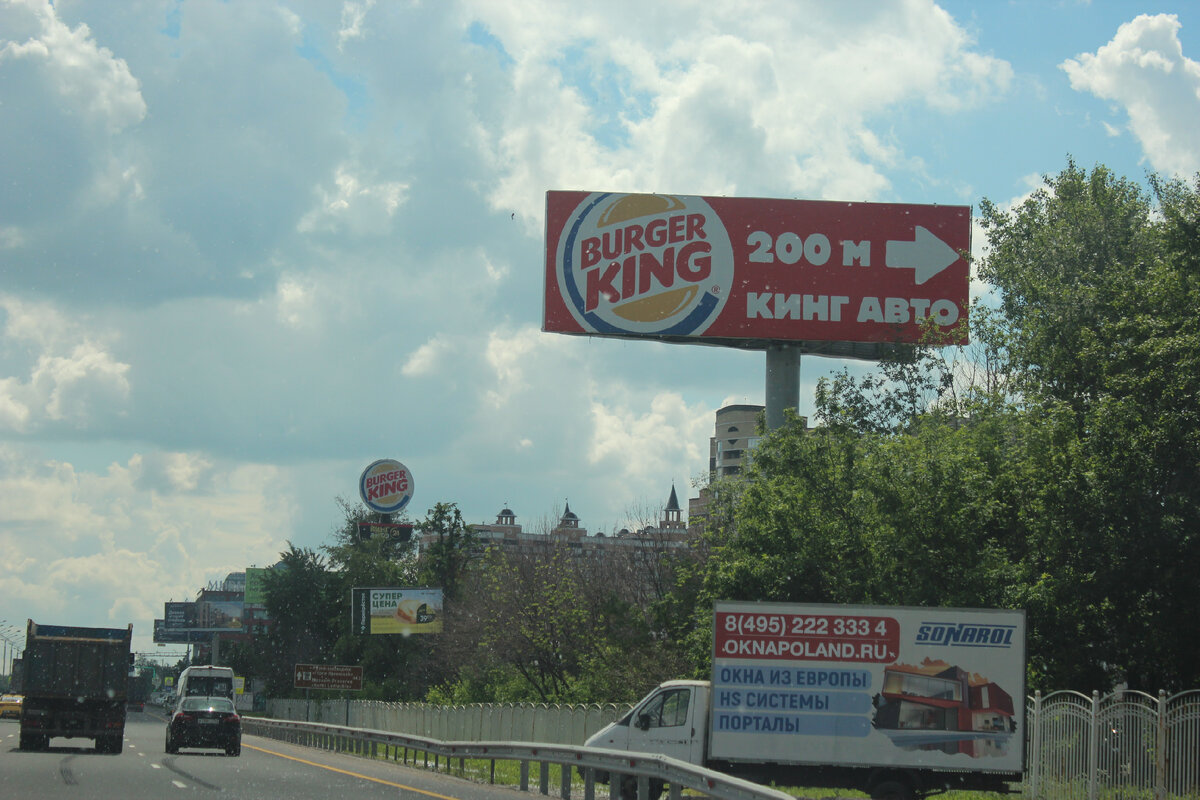 BURGER
KING
®
200 м
КИНГ АВТО
BURGER
KING
СУПЕР
ЦЕНА
8(495) 222 333 4
.OKNAPOLAND.RU
SONAROL
ОКНА ИЗ ЕВРОПЫ
HS СИСТЕМЫ
ПОРТАЛЫ